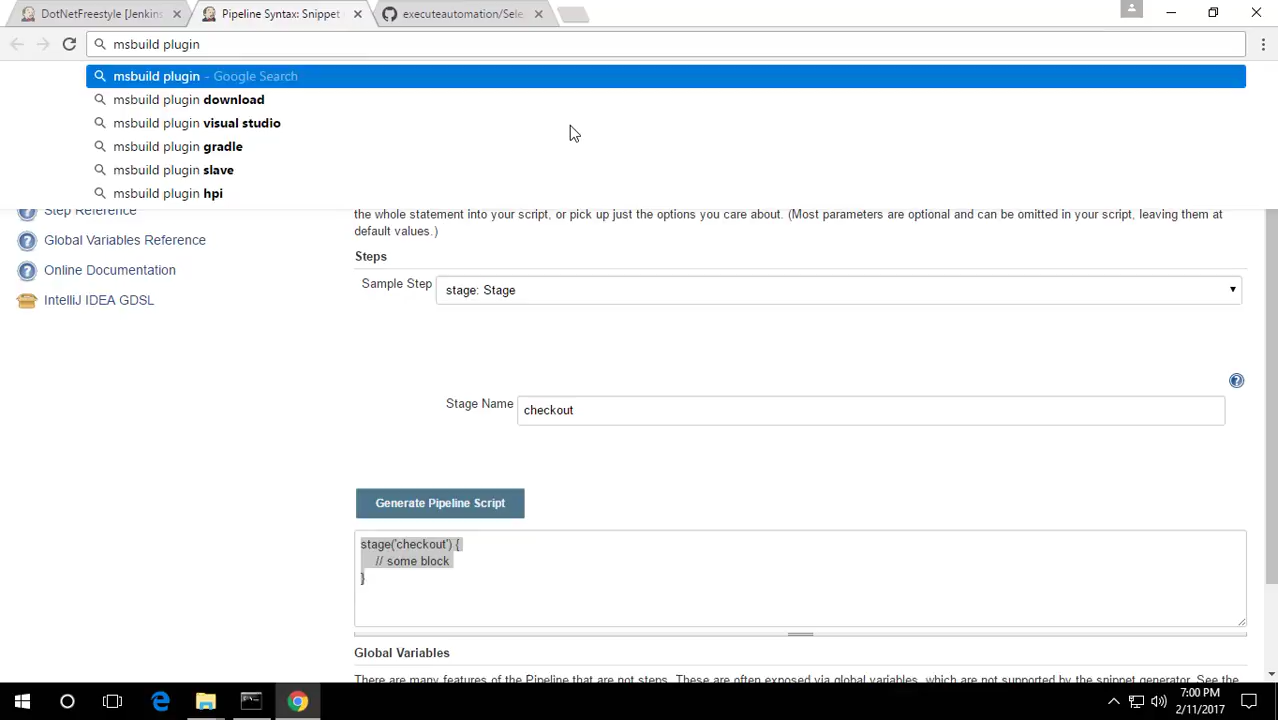 DotNetFreestyle [Jenkins
Pipeline Syntax: Snippet
executeautomation/Sele
msbuild plugin
msbuild plugin - Google Search
msbuild plugin download
msbuild plugin visual studio
msbuild plugin gradle
msbuild plugin slave
msbuild plugin hpi
Step Reference
Global Variables Reference
Online Documentation
IntelliJ IDEA GDSL
the whole statement into your script, or pick up just the options you care about. (Most parameters are optional and can be omitted in your script, leaving them at
default values.)
Steps
Sample Step
stage: Stage
Stage Name
checkout
Generate Pipeline Script
stage('checkout') {
// some block
}
Global Variables
There are many features of the Pipeline that are not steps. These are often exposed via global variables, which are not supported by the snippet generator. See the
7:00 PM
2/11/2017